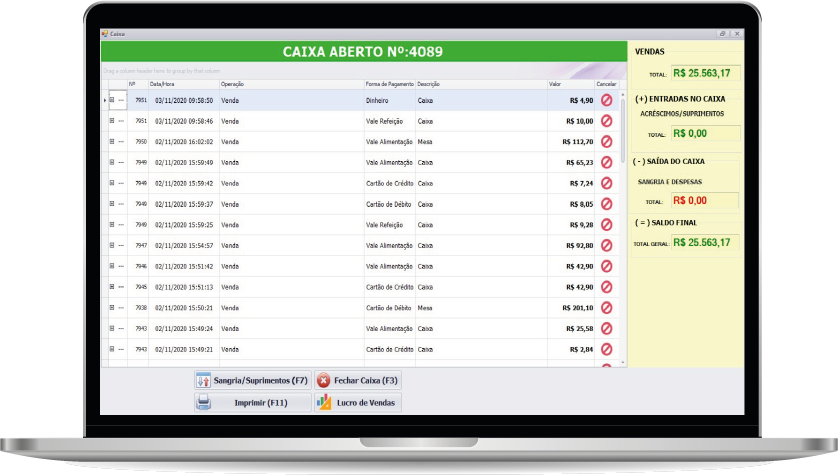 Caixa
CAIXA ABERTO Nº:4089
Drag a column header here to group by that column
Nº Data/Hora Operação Forma de Pagamento Descrição Valor Cancelar
7951 03/11/2020 09:58:50 Venda Dinheiro Caixa R$ 4,90
7951 03/11/2020 09:58:46 Venda Vale Refeição Caixa R$ 10,00
7950 02/11/2020 16:02:02 Venda Vale Alimentação Mesa R$ 112,70
7949 02/11/2020 15:59:49 Venda Vale Alimentação Caixa R$ 65,23
7949 02/11/2020 15:59:42 Venda Cartão de Crédito Caixa R$ 7,24
7949 02/11/2020 15:59:37 Venda Cartão de Débito Caixa R$ 8,05
7949 02/11/2020 15:59:25 Venda Vale Refeição Caixa R$ 9,28
7947 02/11/2020 15:54:57 Venda Vale Alimentação Caixa R$ 92,80
7946 02/11/2020 15:51:42 Venda Vale Alimentação Caixa R$ 42,90
7945 02/11/2020 15:51:13 Venda Cartão de Crédito Caixa R$ 42,90
7938 02/11/2020 15:50:21 Venda Cartão de Débito Mesa R$ 201,10
7943 02/11/2020 15:49:24 Venda Vale Alimentação Caixa R$ 25,58
7943 02/11/2020 15:49:21 Venda Cartão de Crédito Caixa R$ 2,84
VENDAS
TOTAL: R$ 25.563,17
(+) ENTRADAS NO CAIXA
ACRÉSCIMOS/SUPRIMENTOS
TOTAL: R$ 0,00
( - ) SAÍDA DO CAIXA
SANGRIA E DESPESAS
TOTAL: R$ 0,00
( = ) SALDO FINAL
TOTAL GERAL: R$ 25.563,17
Sangria/Suprimentos (F7) Fechar Caixa (F3)
Imprimir (F11) Lucro de Vendas